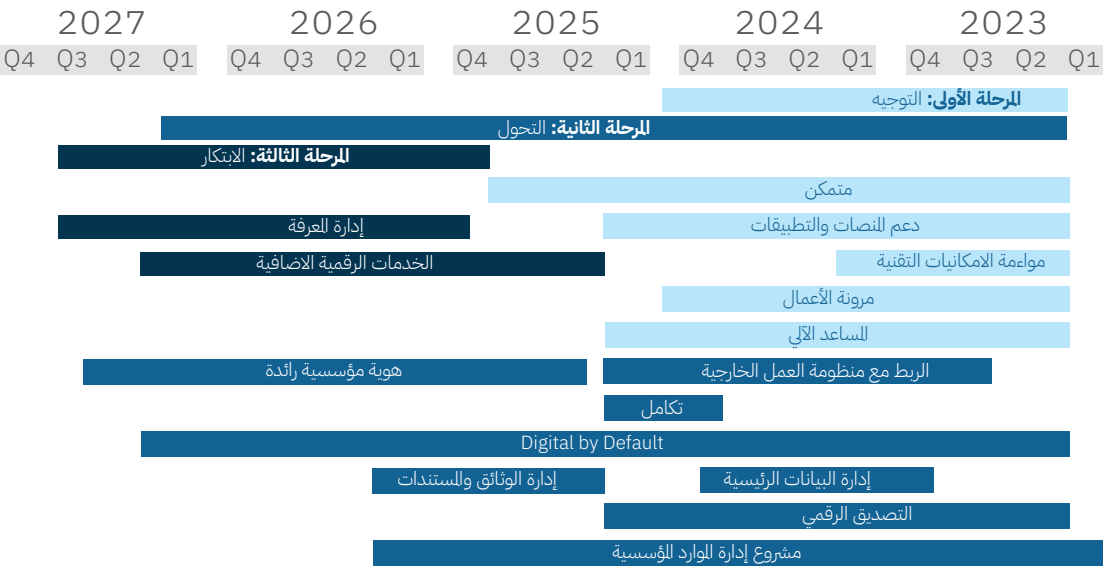 2023 2024 2025 2026 2027
Q1 Q2 Q3 Q4 Q1 Q2 Q3 Q4 Q1 Q2 Q3 Q4 Q1 Q2 Q3 Q4 Q1 Q2 Q3 Q4
المرحلة الأولى: التوجيه
المرحلة الثانية: التحول
المرحلة الثالثة: الابتكار
متمكن
دعم المنصات والتطبيقات
إدارة المعرفة
مواءمة الامكانيات التقنية
الخدمات الرقمية الاضافية
مرونة الأعمال
المساعد الآلي
الربط مع منظومة العمل الخارجية
هوية مؤسسية رائدة
تكامل
Digital by Default
إدارة البيانات الرئيسية
إدارة الوثائق والمستندات
التصديق الرقمي
مشروع إدارة الموارد المؤسسية